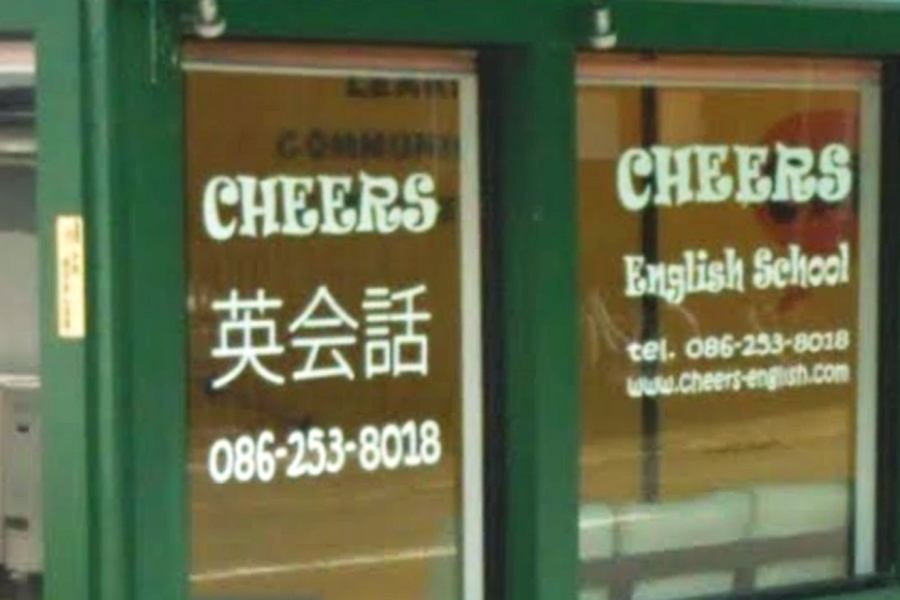 CHEERS
英会話
086-253-8018
CHEERS
English School
tel. 086-253-8018
www.cheers-english.com